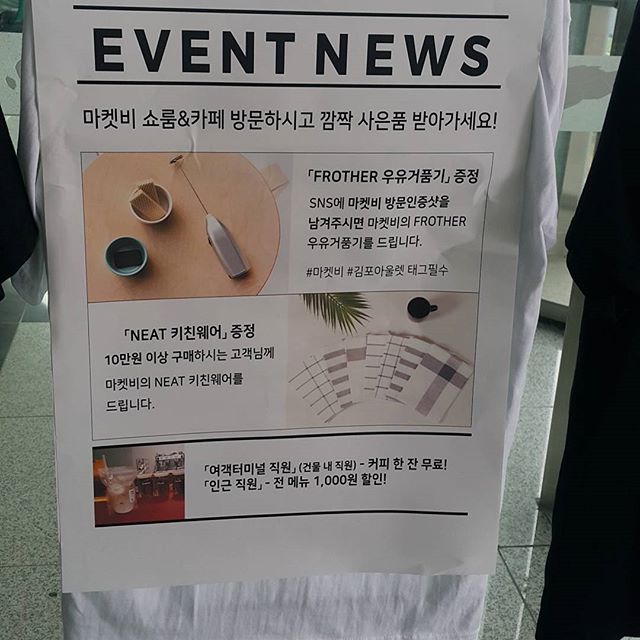 EVENT NEWS
마켓비 쇼룸&카페 방문하시고 깜짝 사은품 받아가세요!
「FROTHER 우유거품기」 증정
SNS에 마켓비 방문인증샷을
남겨주시면 마켓비의 FROTHER
우유거품기를 드립니다.
#마켓비 #김포아울렛 태그필수
「NEAT 키친웨어」 증정
10만원 이상 구매하시는 고객님께
마켓비의 NEAT 키친웨어를
드립니다.
「여객터미널 직원」 (건물 내 직원) - 커피 한 잔 무료!
「인근 직원」 - 전 메뉴 1,000원 할인!